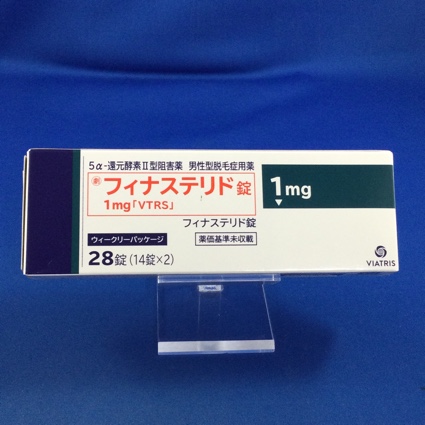 5α-還元酵素Ⅱ型阻害薬 男性型脱毛症用薬
フィナステリド錠
1mg「VTRS」
1mg
フィナステリド錠
ウィークリーパッケージ
薬価基準未収載
28錠(14錠×2)
VIATRIS